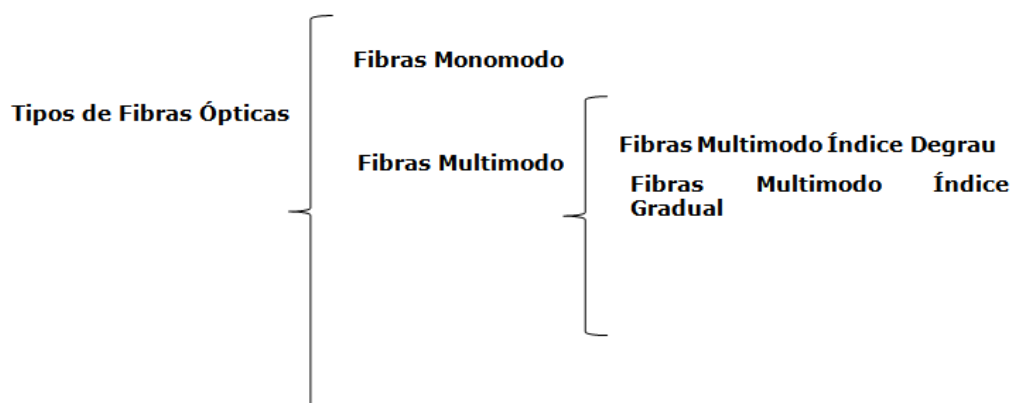 Tipos de Fibras Ópticas
Fibras Monomodo
Fibras Multimodo
Fibras Multimodo Índice Degrau
Fibras Multimodo Índice
Gradual